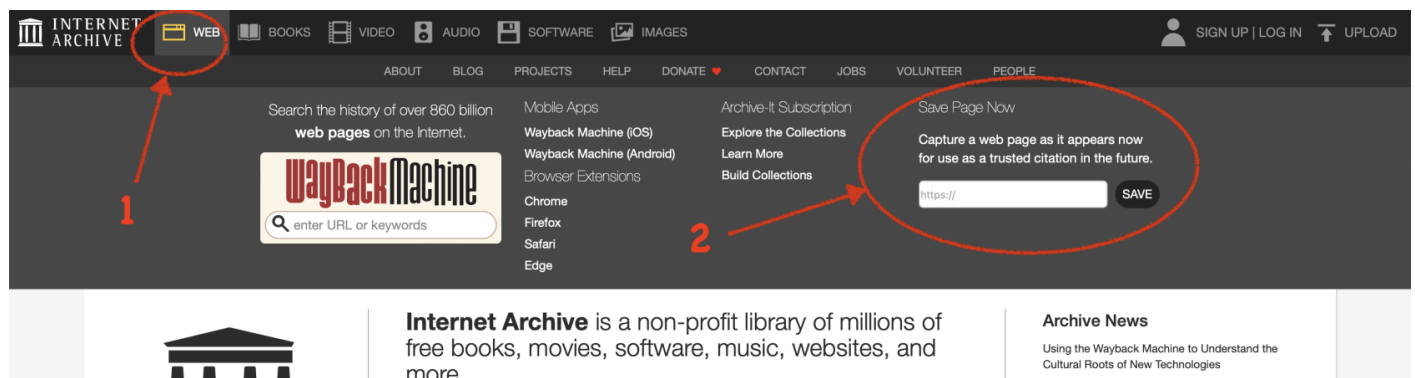 INTERNET
ARCHIVE
WEB BOOKS VIDEO AUDIO SOFTWARE IMAGES SIGN UP | LOG IN UPLOAD
ABOUT BLOG PROJECTS HELP DONATE CONTACT JOBS VOLUNTEER PEOPLE
Search the history of over 860 billion
web pages on the Internet.
WayBackMachine
enter URL or keywords
Mobile Apps
Wayback Machine (iOS)
Wayback Machine (Android)
Browser Extensions
Chrome
Firefox
Safari
Edge
Archive-It Subscription
Explore the Collections
Learn More
Build Collections
Save Page Now
Capture a web page as it appears now
for use as a trusted citation in the future.
https:// SAVE
1
2
Internet Archive is a non-profit library of millions of
free books, movies, software, music, websites, and
more
Archive News
Using the Wayback Machine to Understand the
Cultural Roots of New Technologies